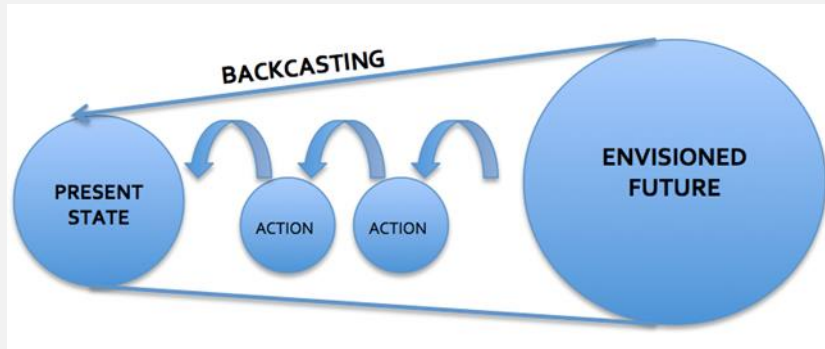 BACKCASTING
PRESENT
STATE
ACTION
ACTION
ENVISIONED
FUTURE